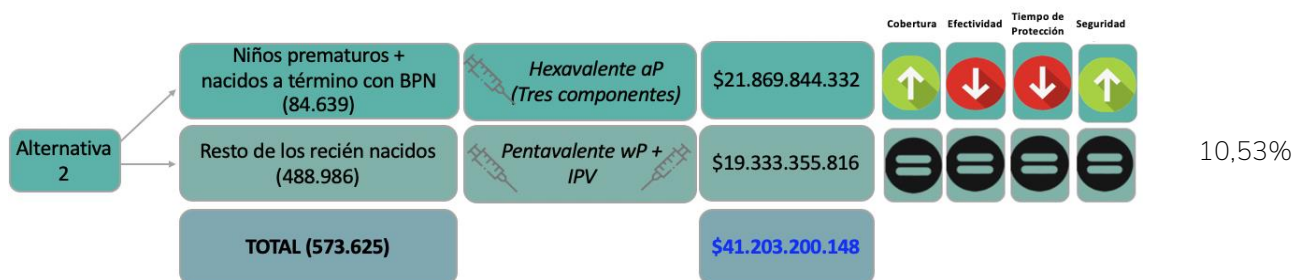 Cobertura Efectividad Tiempo de Protección Seguridad
Niños prematuros +
nacidos a término con BPN
(84.639)
Hexavalente aP
(Tres componentes)
$21.869.844.332
Alternativa
2
Resto de los recién nacidos
(488.986)
Pentavalente wP +
IPV
$19.333.355.816
10,53%
TOTAL (573.625)
$41.203.200.148